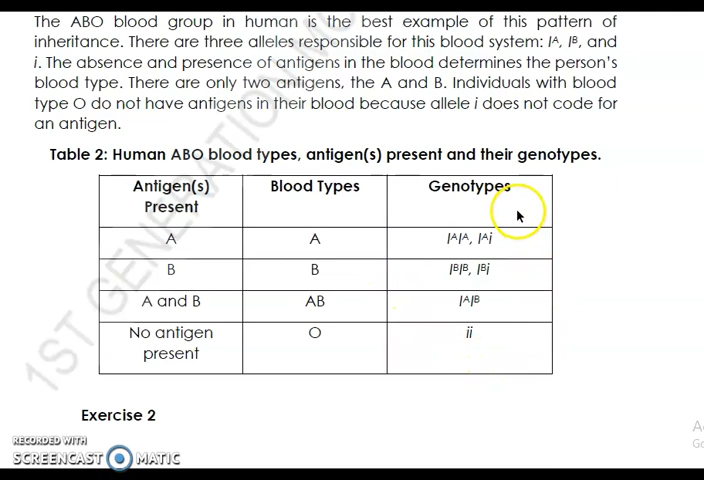 The ABO blood group in human is the best example of this pattern of
inheritance. There are three alleles responsible for this blood system: Iᴬ, Iᴮ, and
i. The absence and presence of antigens in the blood determines the person's
blood type. There are only two antigens, the A and B. Individuals with blood
type O do not have antigens in their blood because allele i does not code for
an antigen.
Table 2: Human ABO blood types, antigen(s) present and their genotypes.
Antigen(s) Present Blood Types Genotypes
A A IᴬIᴬ, Iᴬi
B B IᴮIᴮ, Iᴮi
A and B AB IᴬIᴮ
No antigen present O ii
Exercise 2
1ST GENERATION MO
RECORDED WITH
SCREENCAST MATIC